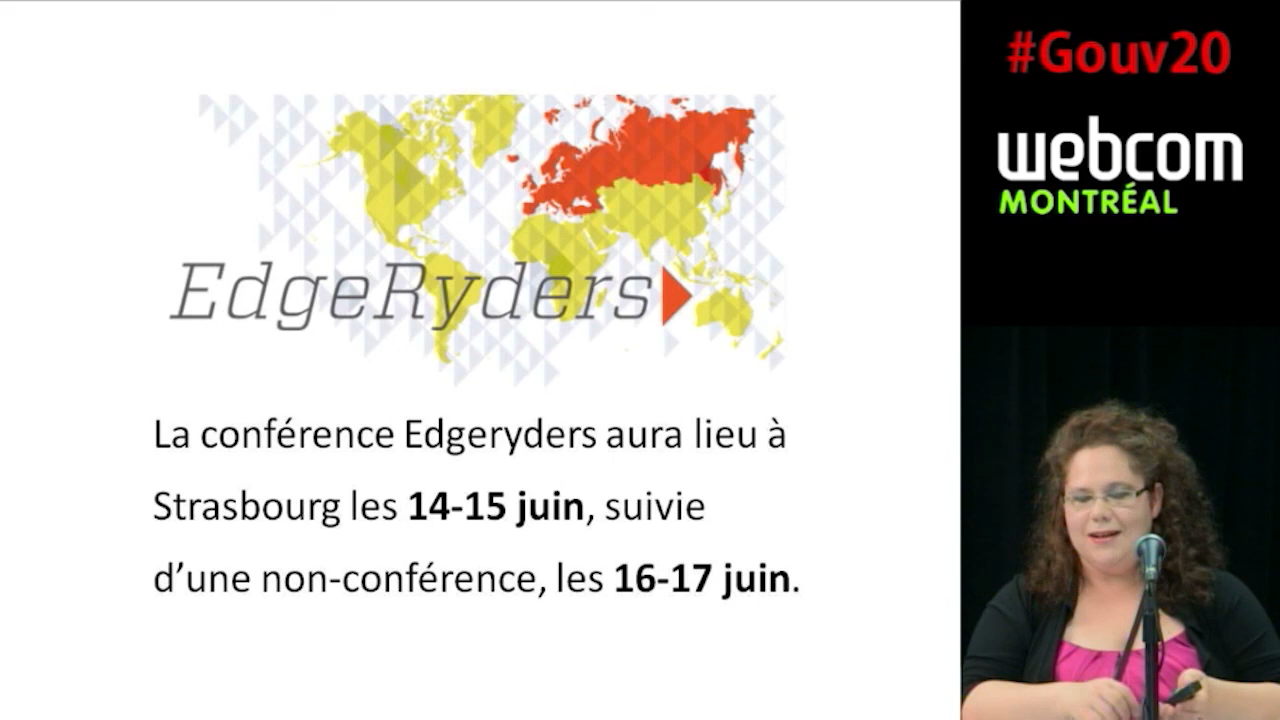 #Gouv20
webcom
MONTRÉAL
EdgeRyders
La conférence Edgeryders aura lieu à
Strasbourg les 14-15 juin, suivie
d’une non-conférence, les 16-17 juin.